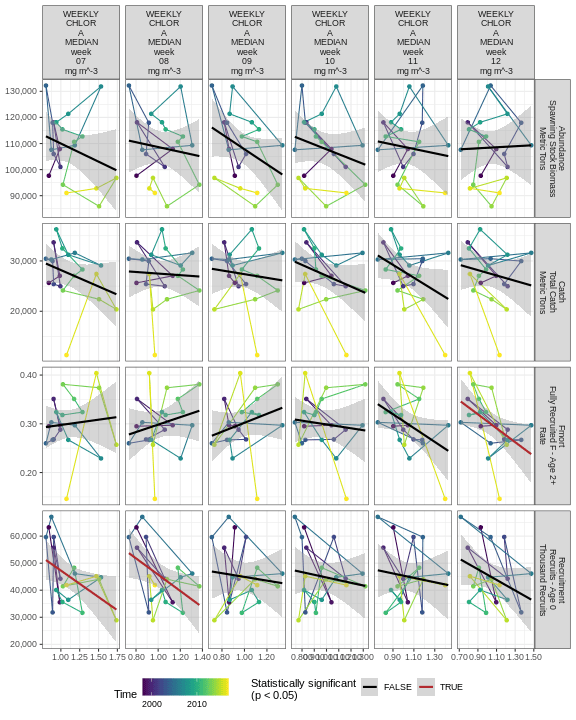 WEEKLY
CHLOR
A
MEDIAN
week
07
mg m^-3
WEEKLY
CHLOR
A
MEDIAN
week
08
mg m^-3
WEEKLY
CHLOR
A
MEDIAN
week
09
mg m^-3
WEEKLY
CHLOR
A
MEDIAN
week
10
mg m^-3
WEEKLY
CHLOR
A
MEDIAN
week
11
mg m^-3
WEEKLY
CHLOR
A
MEDIAN
week
12
mg m^-3
130,000
120,000
110,000
100,000
90,000
Abundance
Spawning Stock Biomass
Metric Tons
30,000
20,000
Catch
Total Catch
Metric Tons
0.40
0.30
0.20
Fmort
Fully Recruited F - Age 2+
Rate
60,000
50,000
40,000
30,000
20,000
Recruitment
Recruits - Age 0
Thousand Recruits
1.00 1.25 1.50 1.75
0.80 1.00 1.20 1.40
0.80 1.00 1.20
0.90 1.10 1.30
0.70 0.90 1.10 1.30 1.50
Time
2000 2010
Statistically significant
(p < 0.05)
FALSE
TRUE